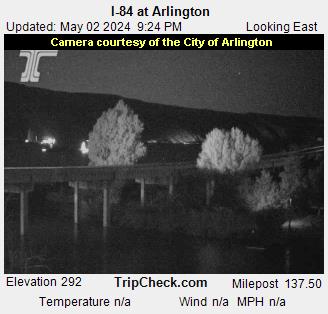 I-84 at Arlington
Updated: May 02 2024 9:24 PM Looking East
Camera courtesy of the City of Arlington
Elevation 292 TripCheck.com Milepost 137.50
Temperature n/a Wind n/a MPH n/a